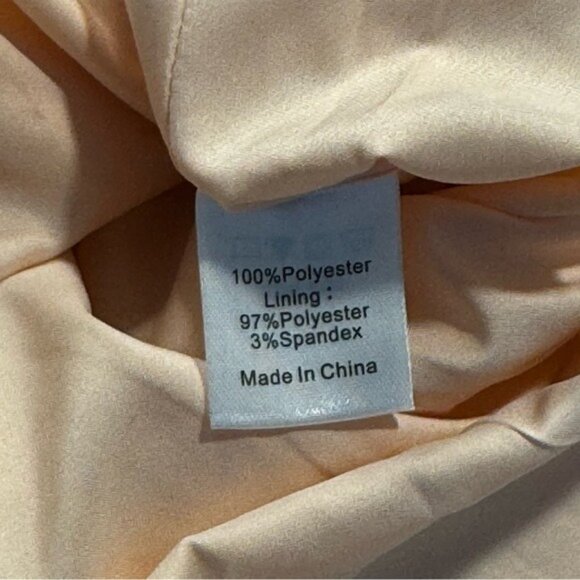 100%Polyester
Lining：
97%Polyester
3%Spandex
Made In China